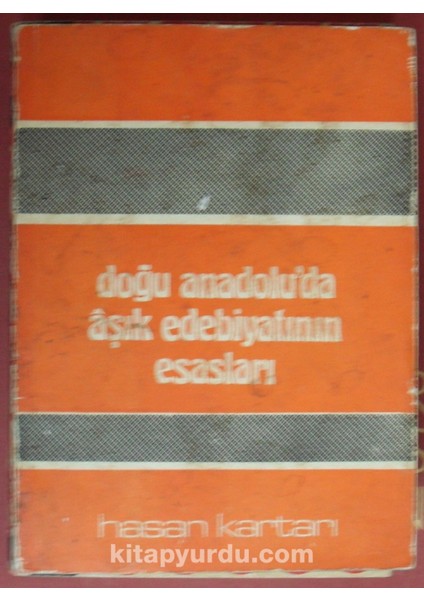 doğu anadolu'da
âşık edebiyatının
esasları
hasan kartarı
kitapyurdu.com